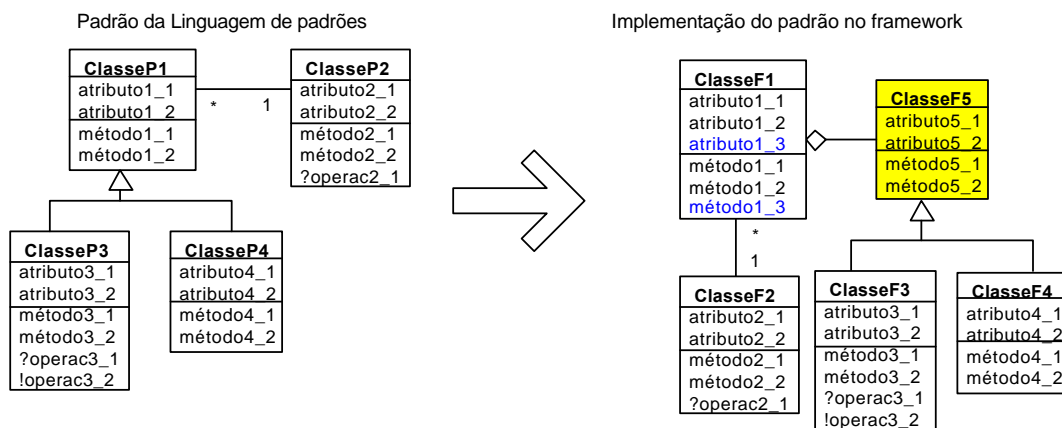 Padrão da Linguagem de padrões
Implementação do padrão no framework
ClasseP1
atributo1_1
atributo1_2
método1_1
método1_2
*
1
ClasseP2
atributo2_1
atributo2_2
método2_1
método2_2
?operac2_1
ClasseP3
atributo3_1
atributo3_2
método3_1
método3_2
?operac3_1
!operac3_2
ClasseP4
atributo4_1
atributo4_2
método4_1
método4_2
ClasseF1
atributo1_1
atributo1_2
atributo1_3
método1_1
método1_2
método1_3
*
1
ClasseF5
atributo5_1
atributo5_2
método5_1
método5_2
ClasseF2
atributo2_1
atributo2_2
método2_1
método2_2
?operac2_1
ClasseF3
atributo3_1
atributo3_2
método3_1
método3_2
?operac3_1
!operac3_2
ClasseF4
atributo4_1
atributo4_2
método4_1
método4_2